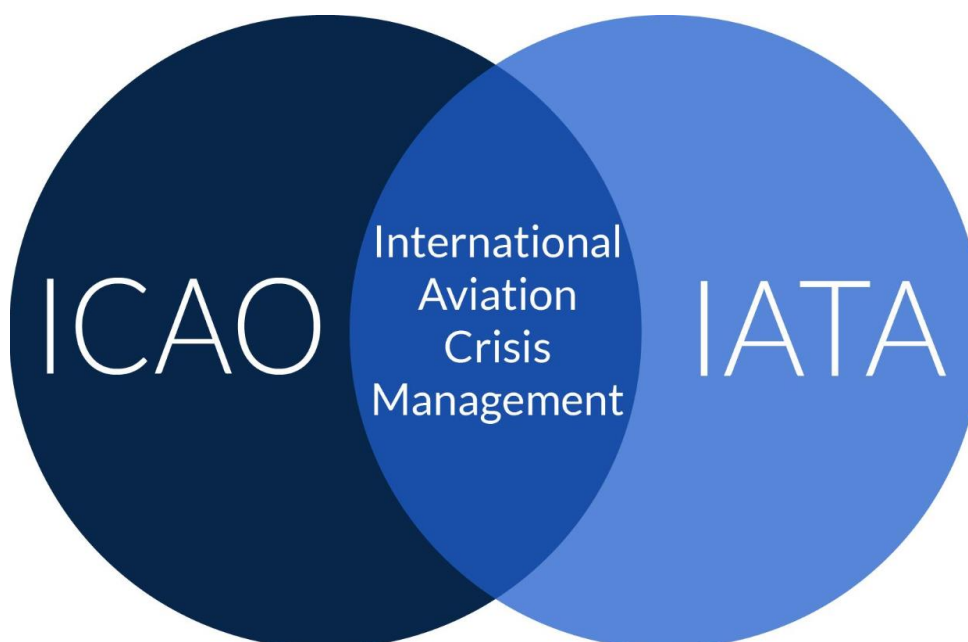 ICAO
International
Aviation
Crisis
Management
IATA